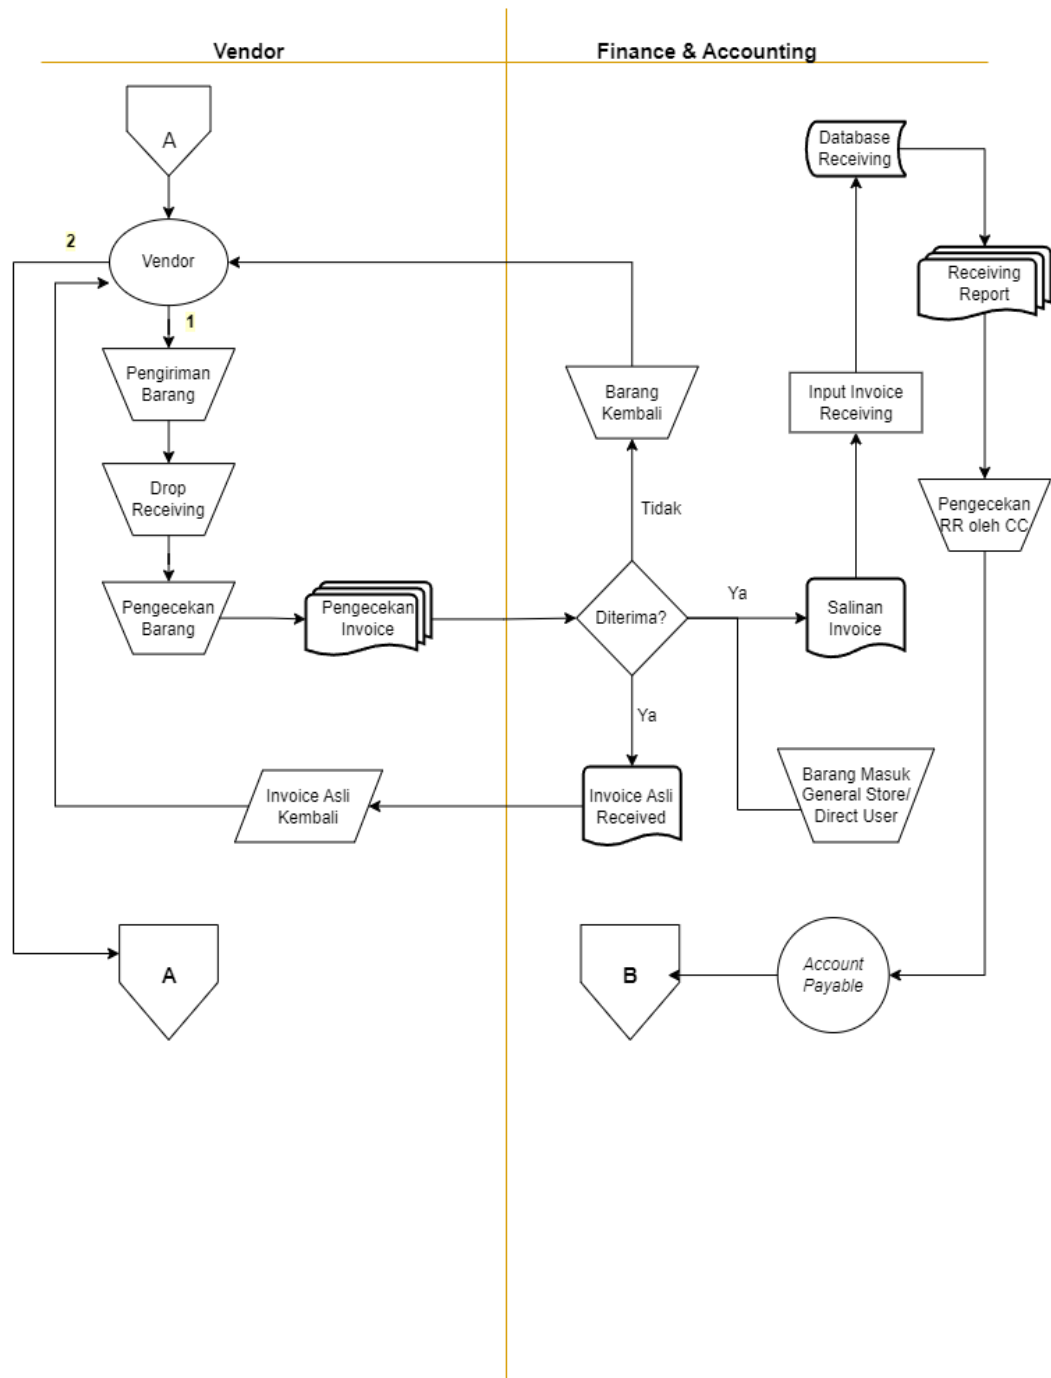 Vendor
Finance & Accounting
A
Database
Receiving
2
Vendor
Receiving
Report
1
Pengiriman
Barang
Barang
Kembali
Input Invoice
Receiving
Drop
Receiving
Tidak
Pengecekan
RR oleh CC
Pengecekan
Barang
Pengecekan
Invoice
Diterima?
Ya
Salinan
Invoice
Ya
Invoice Asli
Kembali
Invoice Asli
Received
Barang Masuk
General Store/
Direct User
A
B
Account
Payable